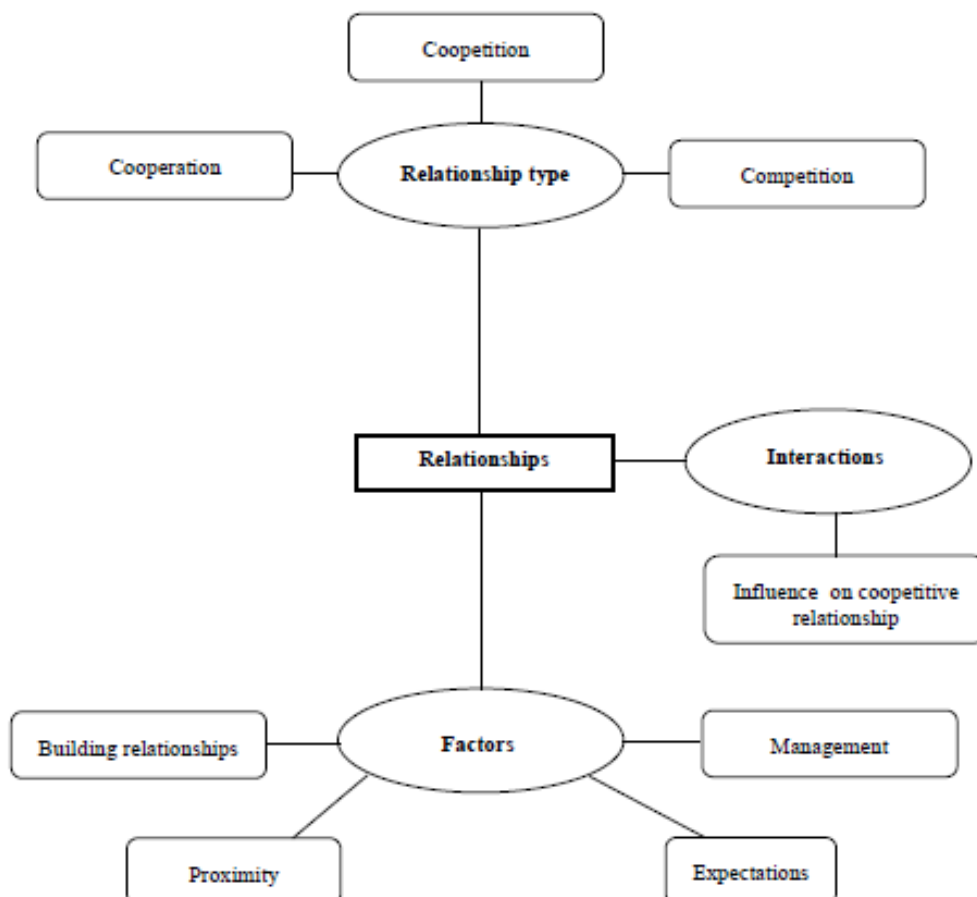 Coopetition
Cooperation
Relationship type
Competition
Relationships
Interactions
Influence on coopetitive
relationship
Building relationships
Factors
Management
Proximity
Expectations